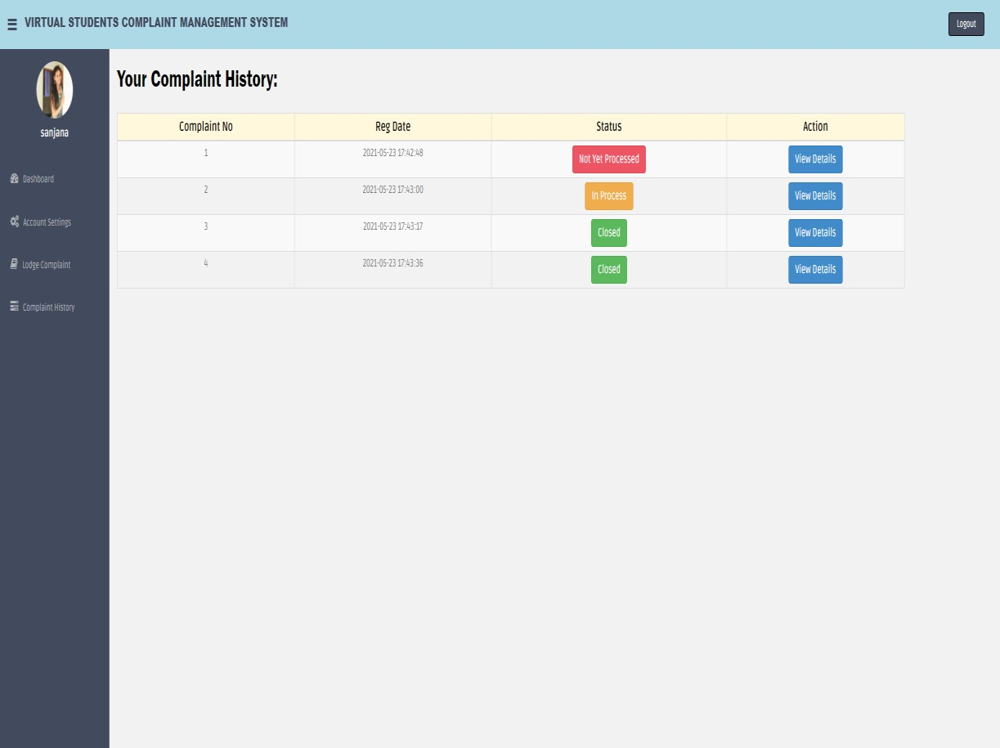 VIRTUAL STUDENTS COMPLAINT MANAGEMENT SYSTEM Logout
sanjana
Dashboard
Account Settings
Lodge Complaint
Complaint History
Your Complaint History:
Complaint No Reg Date Status Action
1 2021-05-23 17:42:48 Not Yet Processed View Details
2 2021-05-23 17:43:00 In Process View Details
3 2021-05-23 17:43:17 Closed View Details
4 2021-05-23 17:43:36 Closed View Details